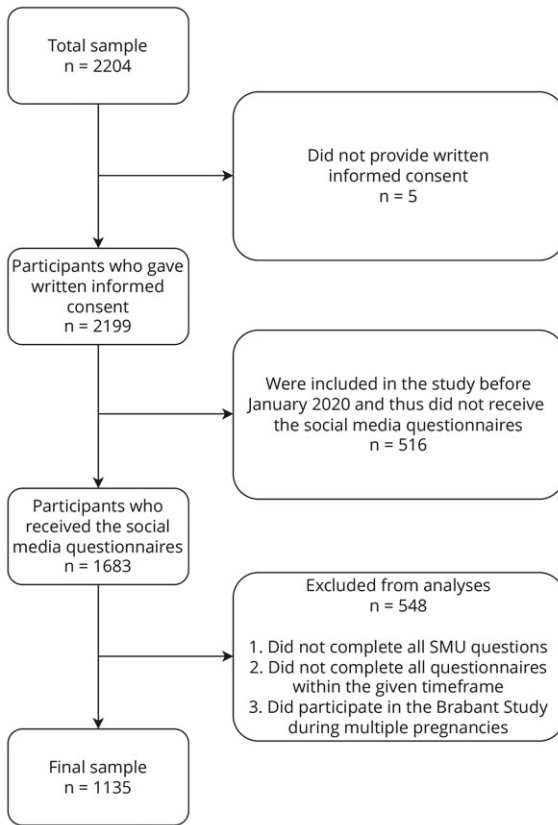 Total sample
n = 2204
Did not provide written
informed consent
n = 5
Participants who gave
written informed
consent
n = 2199
Were included in the study before
January 2020 and thus did not receive
the social media questionnaires
n = 516
Participants who
received the social
media questionnaires
n = 1683
Excluded from analyses
n = 548
1. Did not complete all SMU questions
2. Did not complete all questionnaires
within the given timeframe
3. Did participate in the Brabant Study
during multiple pregnancies
Final sample
n = 1135